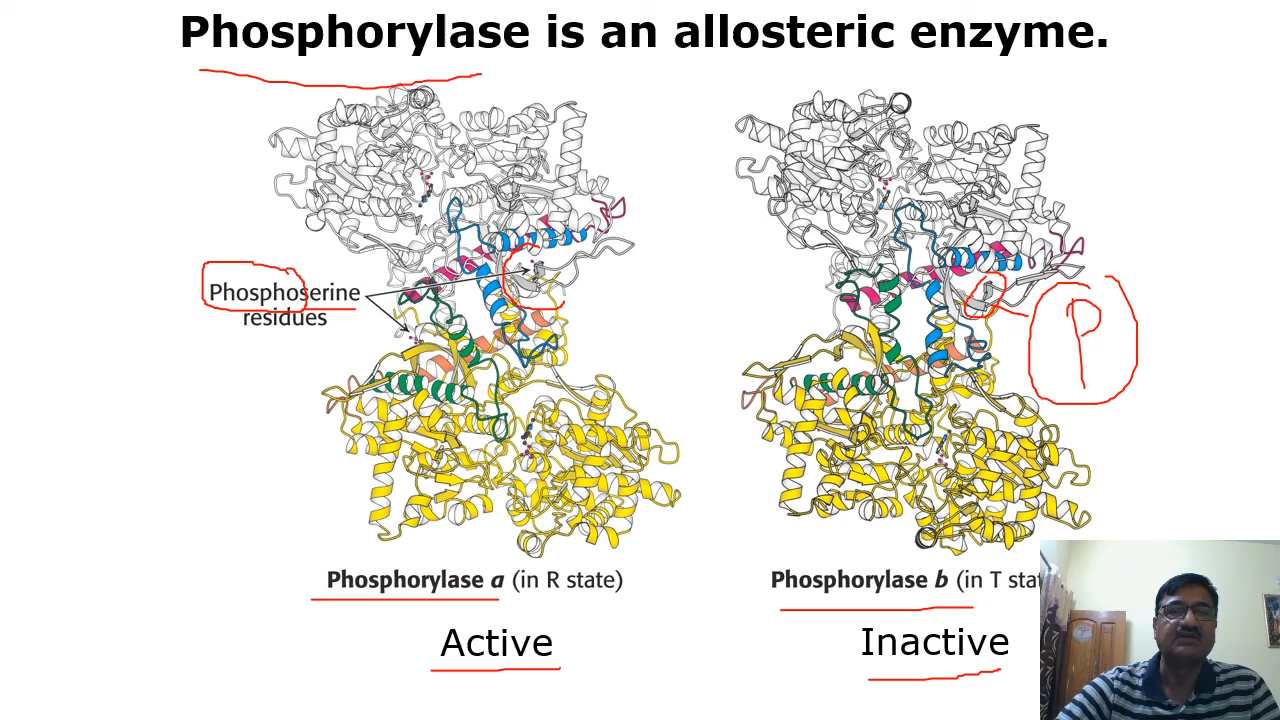 Phosphorylase is an allosteric enzyme.
Phosphoserine
residues
P
Phosphorylase a (in R state)
Phosphorylase b (in T stat
Active
Inactive